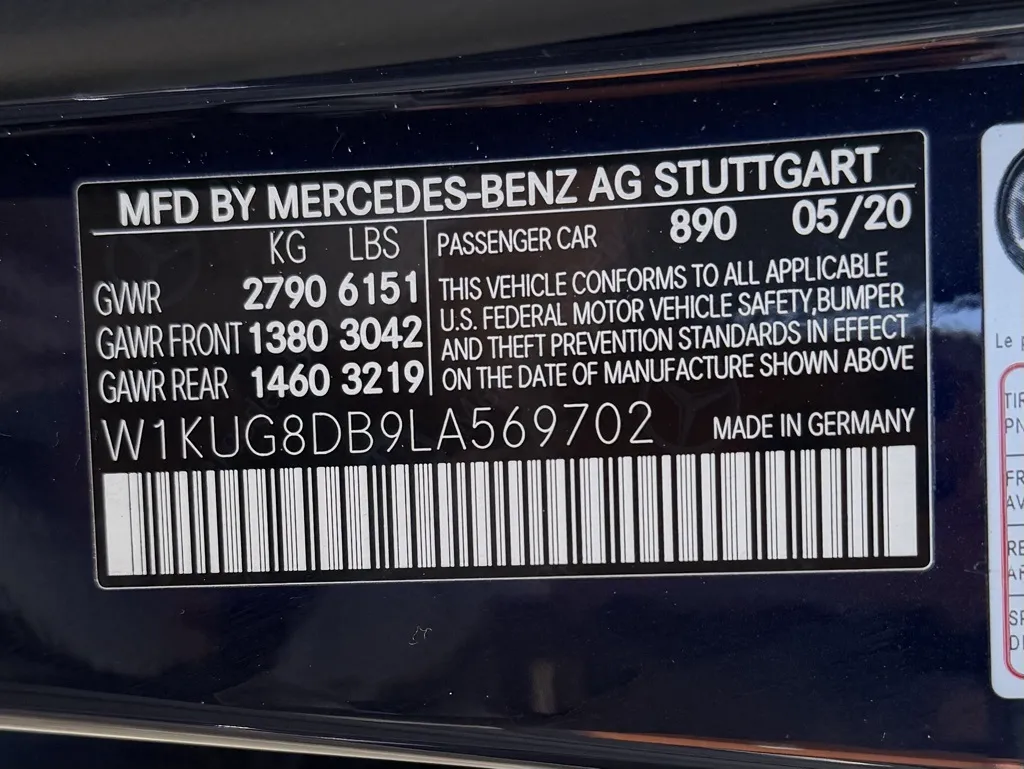 MFD BY MERCEDES-BENZ AG STUTTGART
KG LBS
GVWR 2790 6151
GAWR FRONT 1380 3042
GAWR REAR 1460 3219
PASSENGER CAR 890 05/20
THIS VEHICLE CONFORMS TO ALL APPLICABLE
U.S. FEDERAL MOTOR VEHICLE SAFETY,BUMPER
AND THEFT PREVENTION STANDARDS IN EFFECT
ON THE DATE OF MANUFACTURE SHOWN ABOVE
W1KUG8DB9LA569702 MADE IN GERMANY
Le